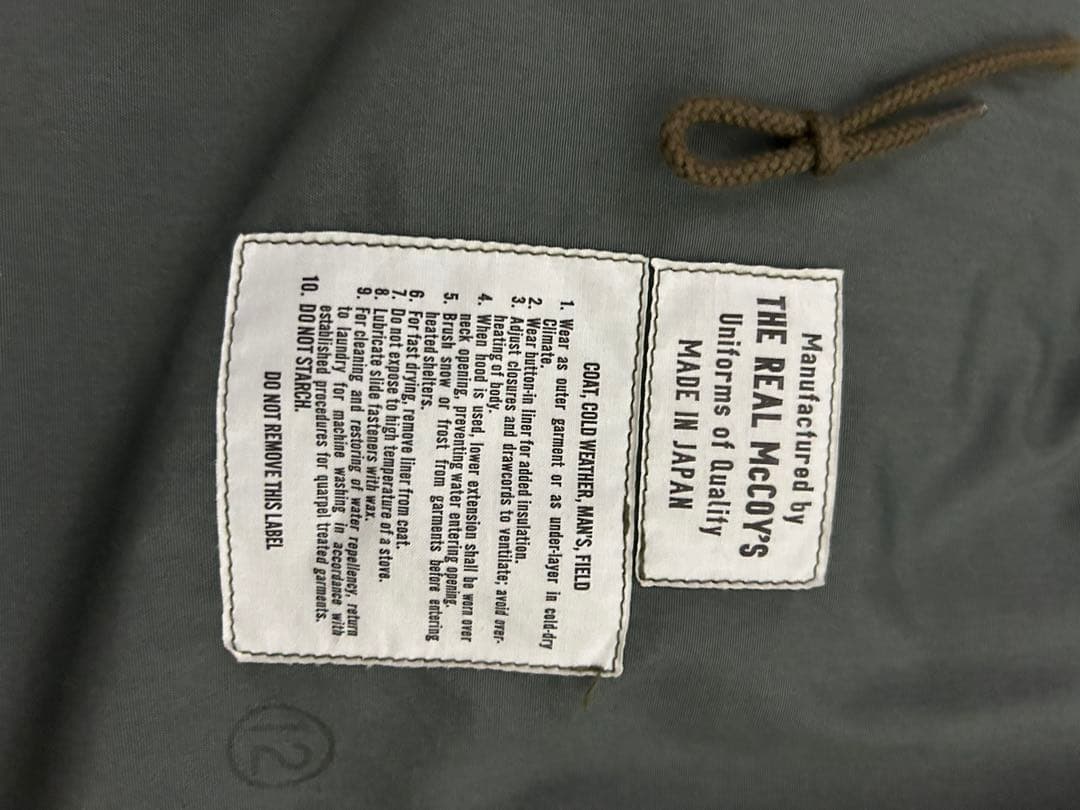 Manufactured by
THE REAL McCOY'S
Uniforms of Quality
MADE IN JAPAN
COAT, COLD WEATHER, MAN'S, FIELD
1. Wear as outer garment or as under-layer in cold-dry
Climate.
2. Wear button-in liner for added insulation.
3. Adjust closures and drawcords to ventilate; avoid over-
heating of body.
4. When hood is used, lower extension shall be worn over
neck opening, preventing water entering opening.
5. Brush snow or frost from garments before entering
heated shelters.
6. For fast drying, remove liner from coat.
7. Do not expose to high temperature of a stove.
8. Lubricate slide fasteners with wax.
9. For cleaning and restoring of water repellency, return
to laundry for machine washing in accordance with
established procedures for quarpel treated garments.
10. DO NOT STARCH.
DO NOT REMOVE THIS LABEL
12